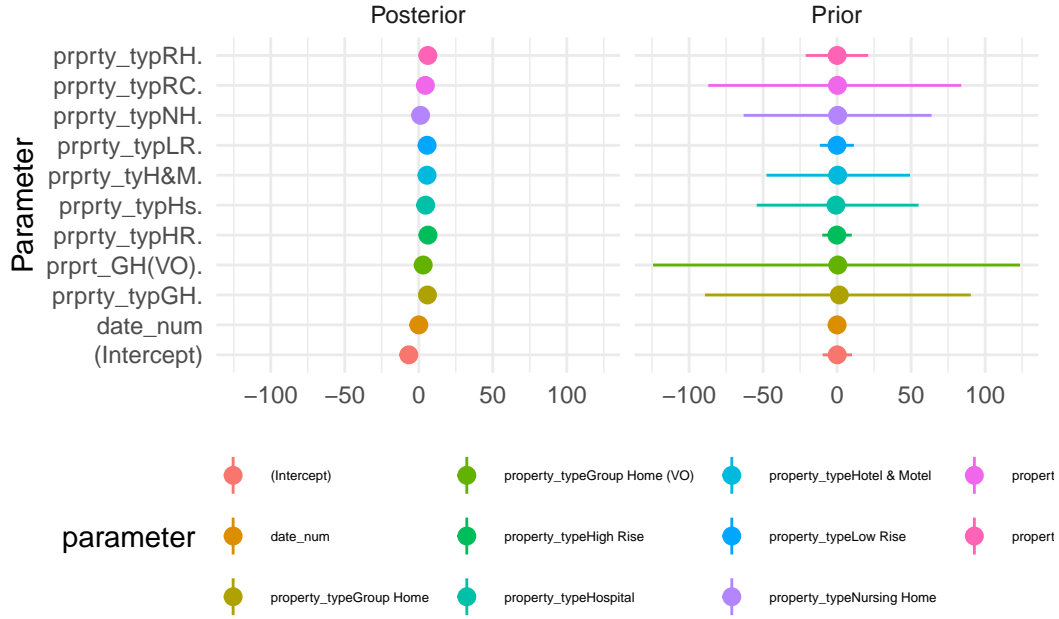 Posterior
Prior
Parameter
prprty_typRH.
prprty_typRC.
prprty_typNH.
prprty_typLR.
prprty_tyH&M.
prprty_typHs.
prprty_typHR.
prprt_GH(VO).
prprty_typGH.
date_num
(Intercept)
−100 −50 0 50 100
−100 −50 0 50 100
parameter
(Intercept)
date_num
property_typeGroup Home
property_typeGroup Home (VO)
property_typeHigh Rise
property_typeHospital
property_typeHotel & Motel
property_typeLow Rise
property_typeNursing Home
propert
propert